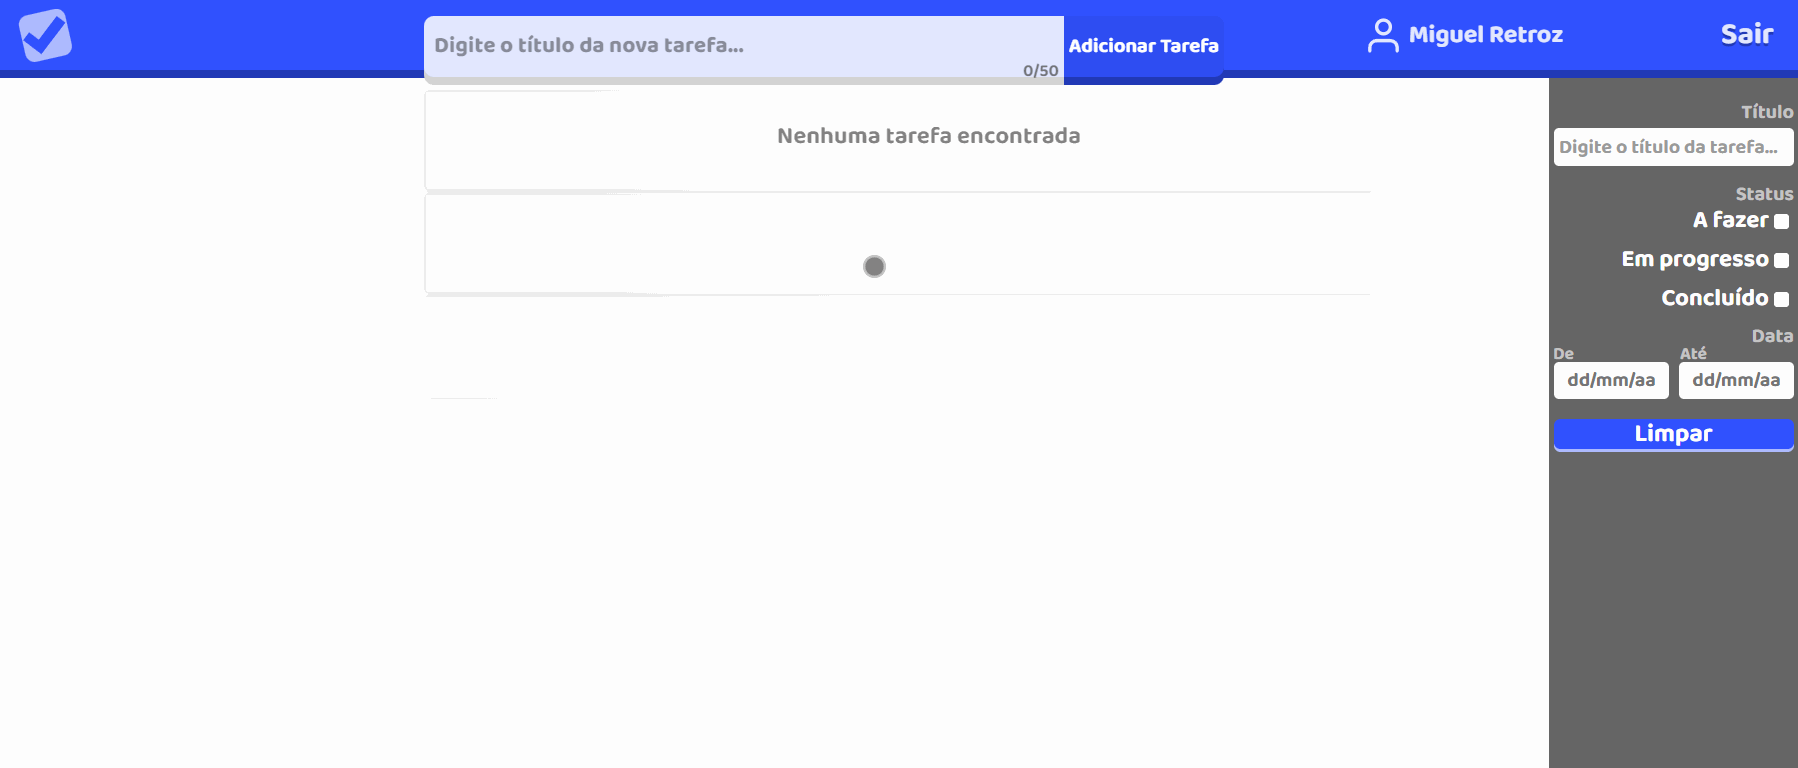 Digite o título da nova tarefa...
0/50
Adicionar Tarefa
Miguel Retroz
Sair
Nenhuma tarefa encontrada
Título
Digite o título da tarefa...
Status
A fazer
Em progresso
Concluído
Data
De Até
dd/mm/aa dd/mm/aa
Limpar